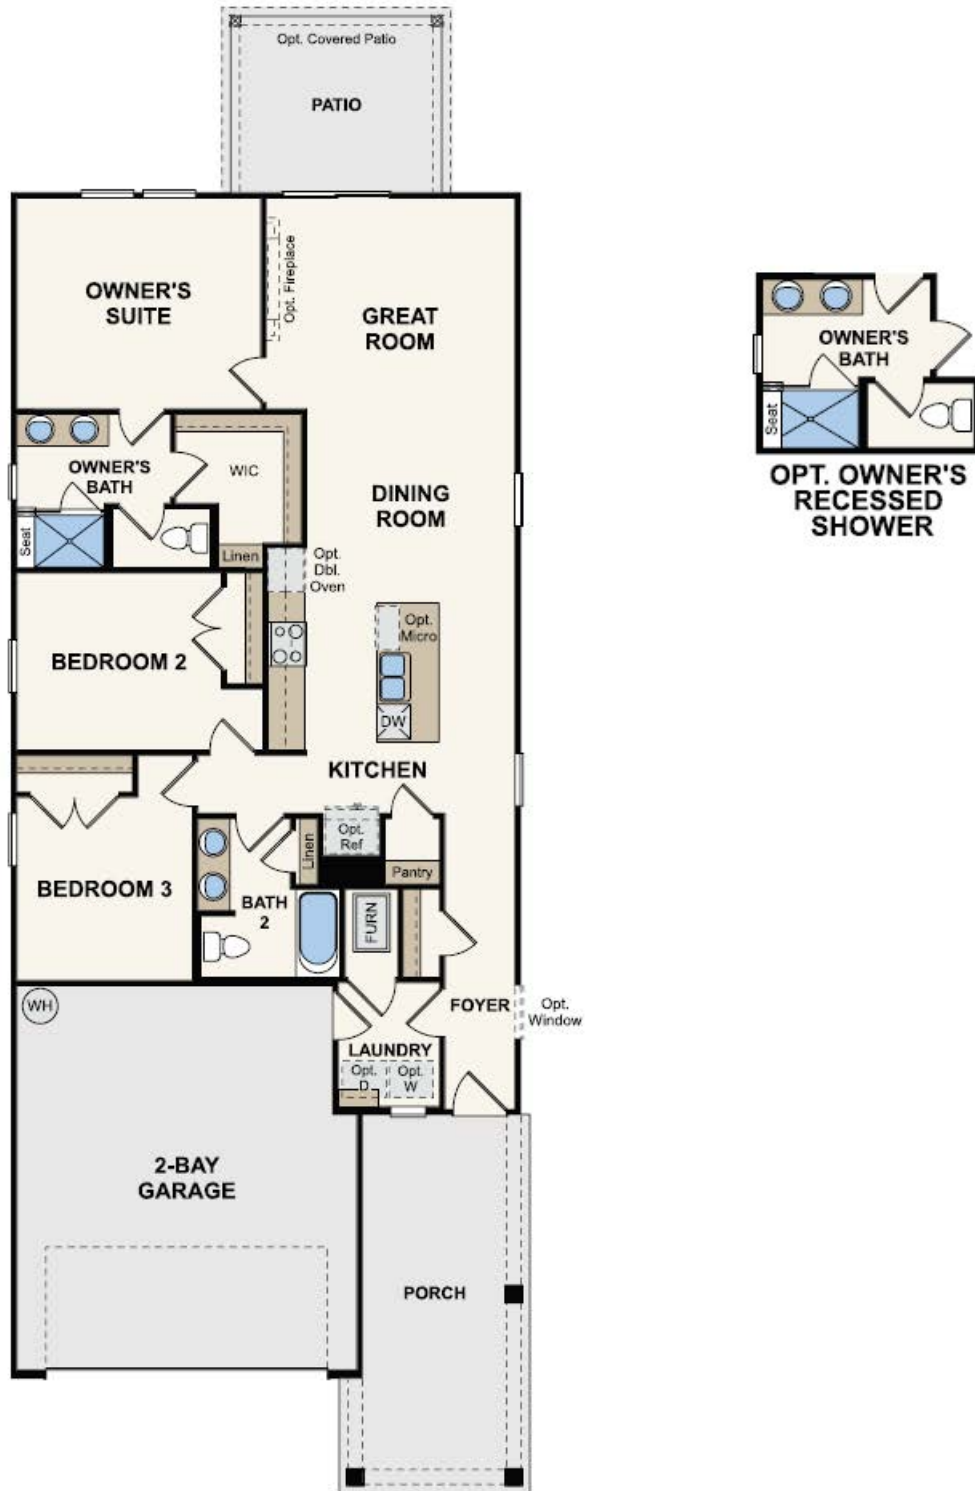 Opt. Covered Patio
PATIO
OWNER'S
SUITE
Opt. Fireplace
GREAT
ROOM
OWNER'S
BATH
WIC
Seat
Linen
DINING
ROOM
Opt.
Dbl.
Oven
BEDROOM 2
Opt.
Micro
DW
KITCHEN
Opt.
Ref
Pantry
BEDROOM 3
Linen
BATH
2
FURN
WH
FOYER
Opt.
Window
LAUNDRY
Opt.
D
Opt.
W
2-BAY
GARAGE
PORCH
OWNER'S
BATH
Seat
OPT. OWNER'S
RECESSED
SHOWER